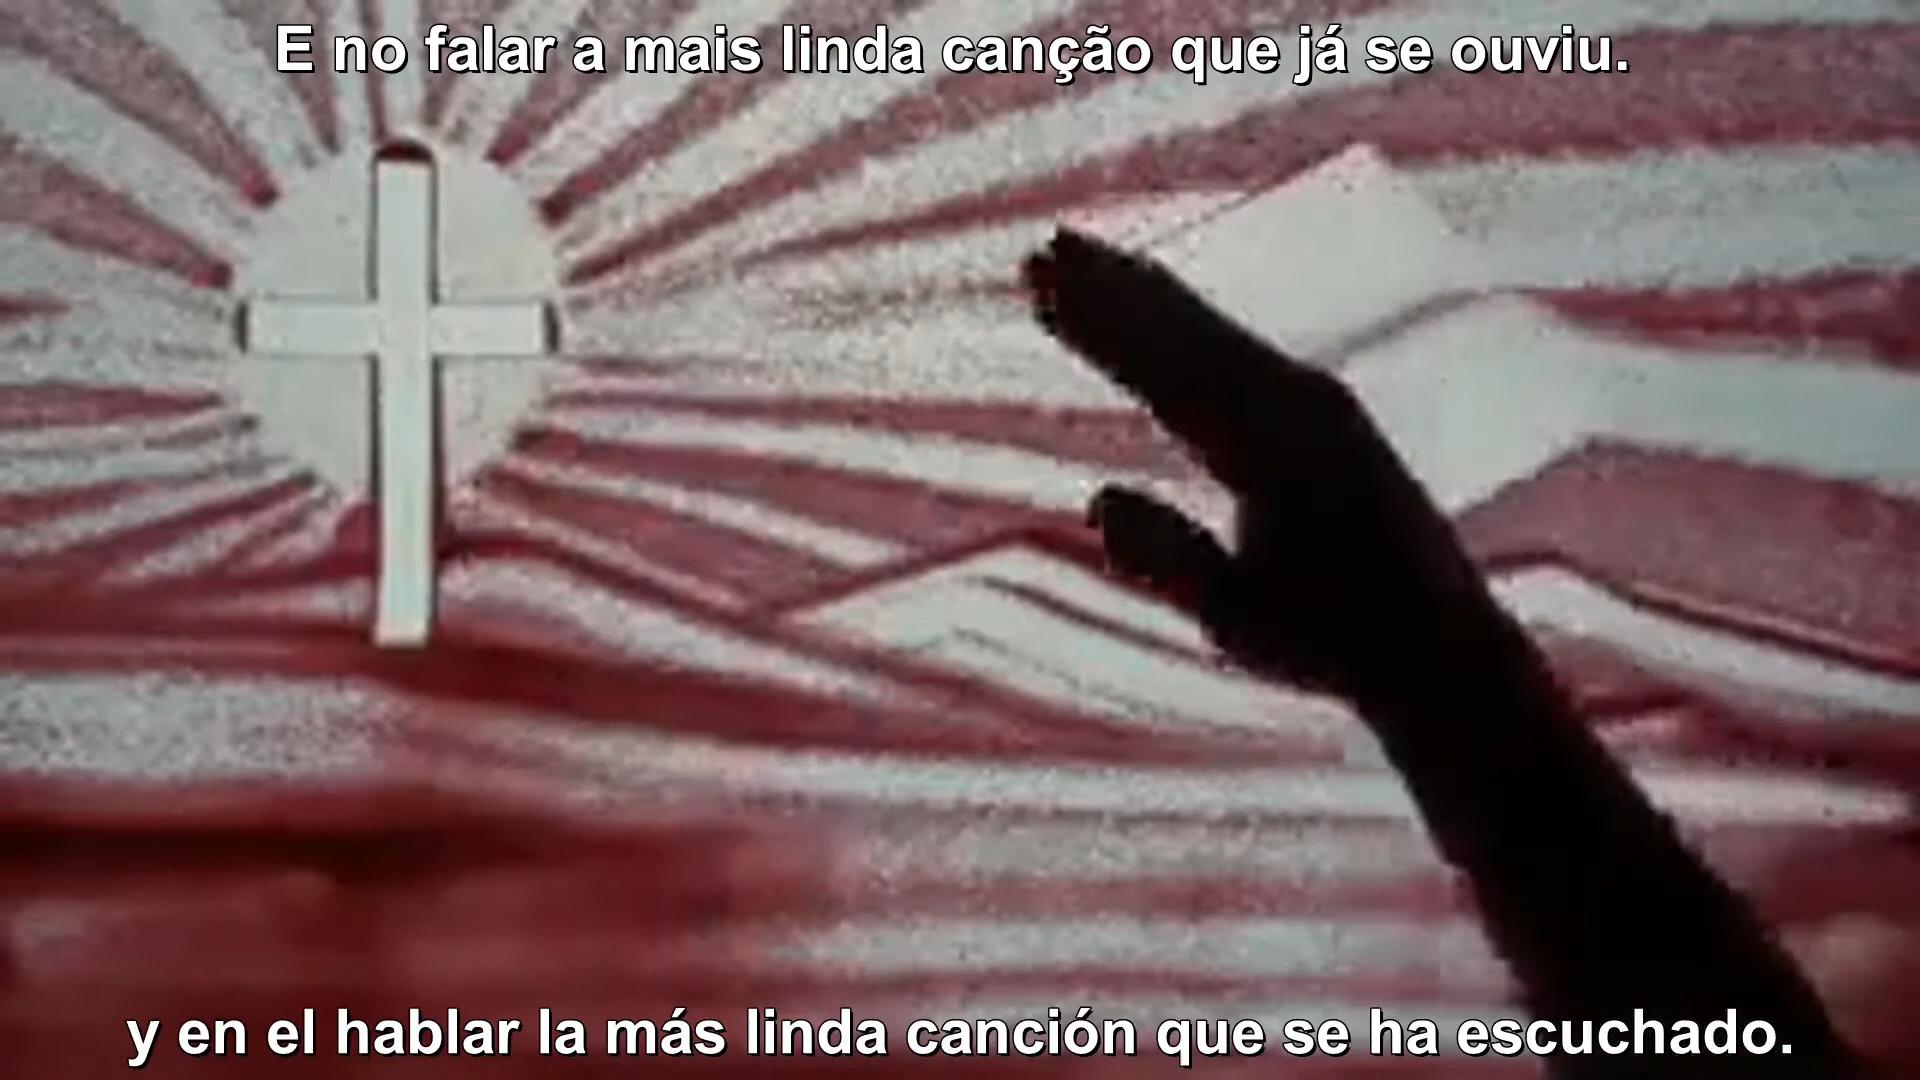 E no falar a mais linda canção que já se ouviu.
y en el hablar la más linda canción que se ha escuchado.